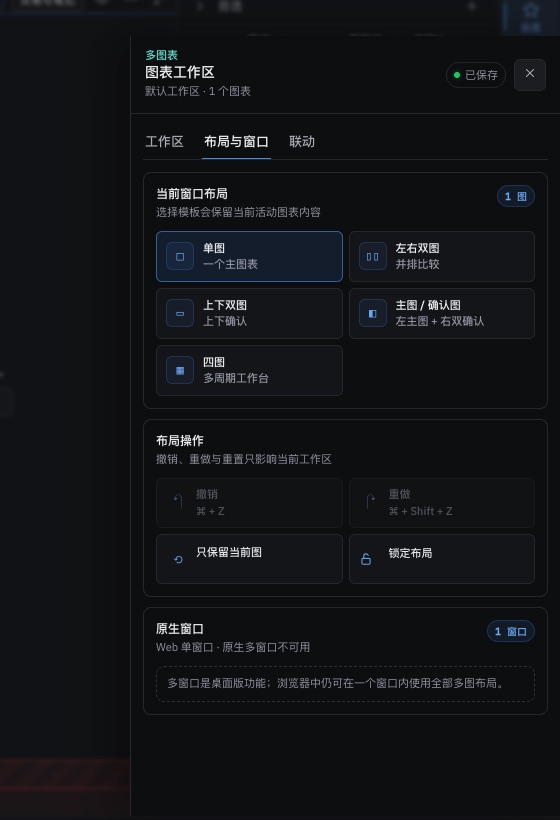 多图表
图表工作区
默认工作区 · 1 个图表
已保存
工作区
布局与窗口
联动
当前窗口布局
选择模板会保留当前活动图表内容
1 图
单图
一个主图表
左右双图
并排比较
上下双图
上下确认
主图 / 确认图
左主图 + 右双确认
四图
多周期工作台
布局操作
撤销、重做与重置只影响当前工作区
撤销
⌘ + Z
重做
⌘ + Shift + Z
只保留当前图
锁定布局
原生窗口
Web 单窗口 · 原生多窗口不可用
1 窗口
多窗口是桌面版功能；浏览器中仍可在一个窗口内使用全部多图布局。